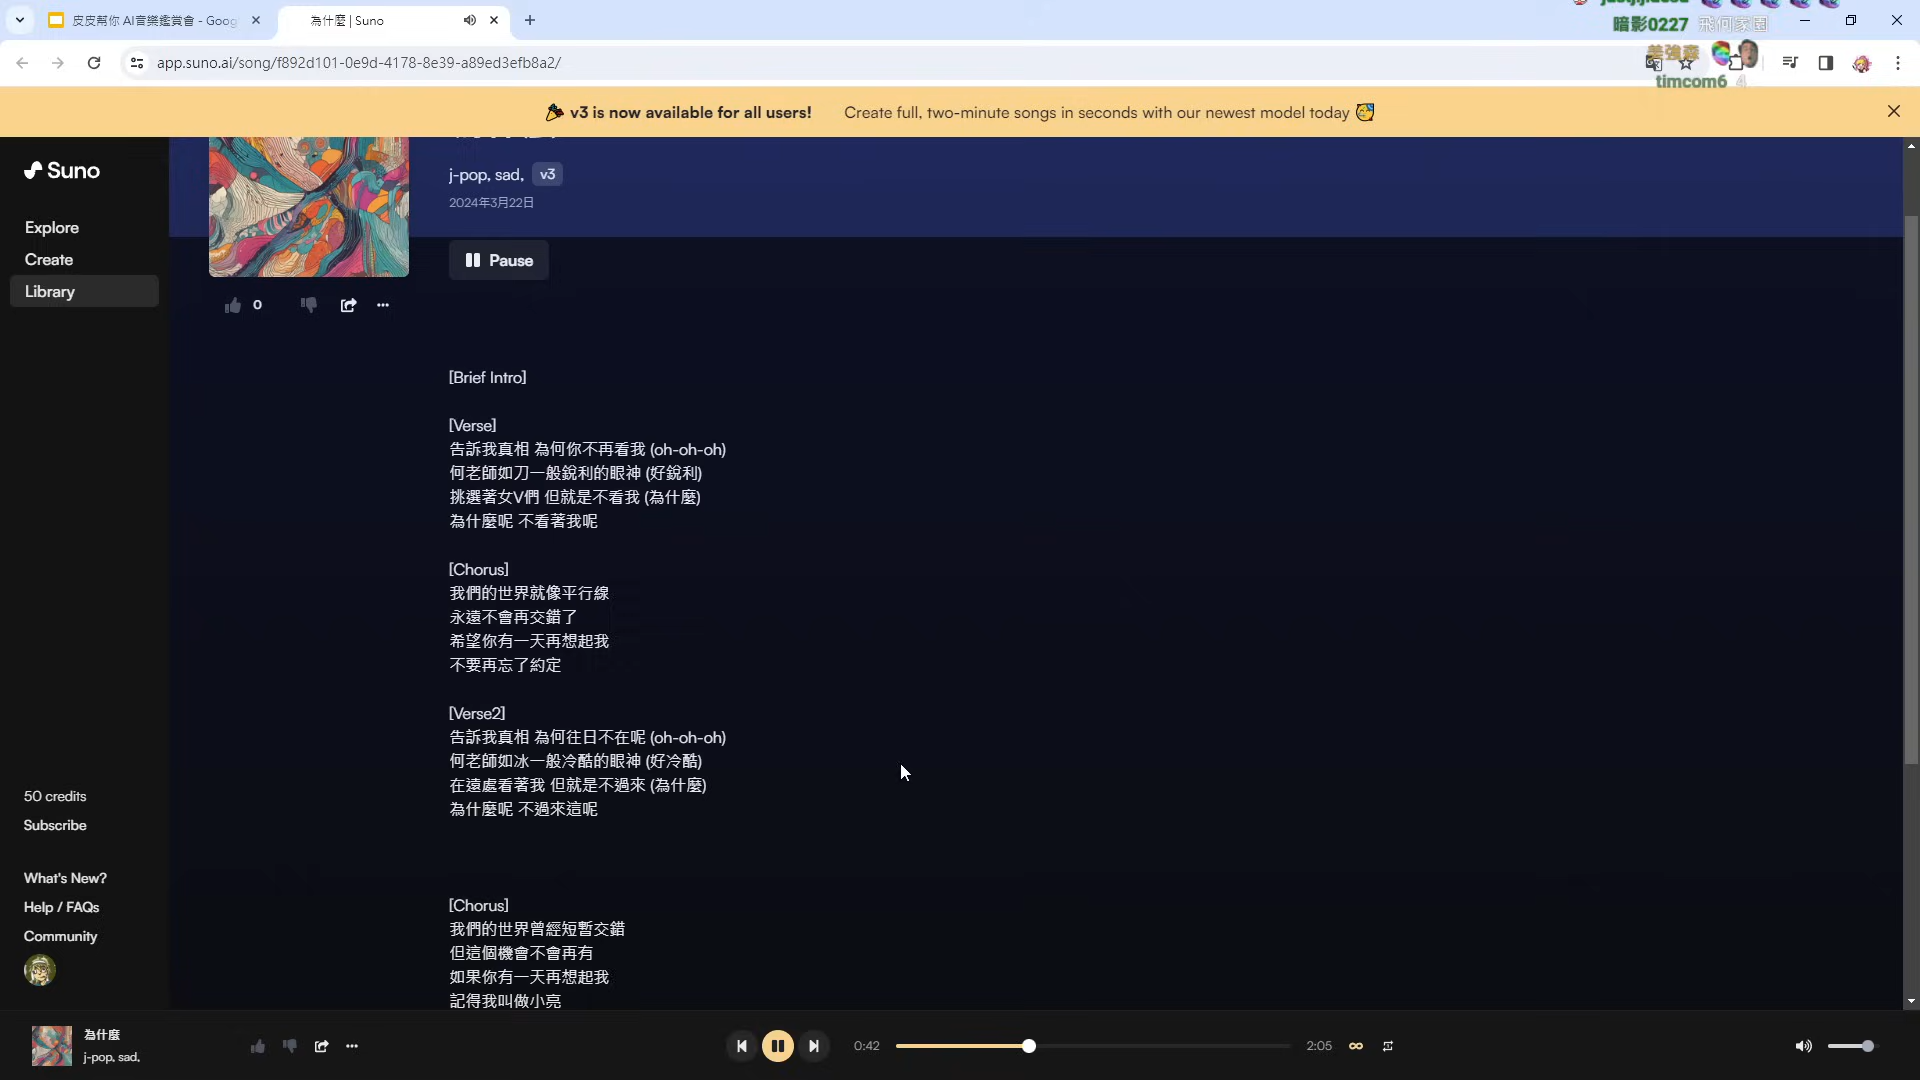 皮皮幫你 AI音樂鑑賞會 - Goog
為什麼 | Suno
暗影0227 飛何家園
app.suno.ai/song/f892d101-0e9d-4178-8e39-a89ed3efb8a2/
美強森
timcom6_4
v3 is now available for all users! Create full, two-minute songs in seconds with our newest model today
Suno
j-pop, sad, v3
2024年3月22日
Explore
Pause
Create
Library
0
[Brief Intro]
[Verse]
告訴我真相 為何你不再看我 (oh-oh-oh)
何老師如刀一般銳利的眼神 (好銳利)
挑選著女V們 但就是不看我 (為什麼)
為什麼呢 不看著我呢
[Chorus]
我們的世界就像平行線
永遠不會再交錯了
希望你有一天再想起我
不要再忘了約定
[Verse2]
告訴我真相 為何往日不在呢 (oh-oh-oh)
何老師如冰一般冷酷的眼神 (好冷酷)
在遠處看著我 但就是不過來 (為什麼)
為什麼呢 不過來這呢
[Chorus]
我們的世界曾經短暫交錯
但這個機會不會再有
如果你有一天再想起我
記得我叫做小亮
50 credits
Subscribe
What's New?
Help / FAQs
Community
為什麼
j-pop, sad,
0:42
2:05